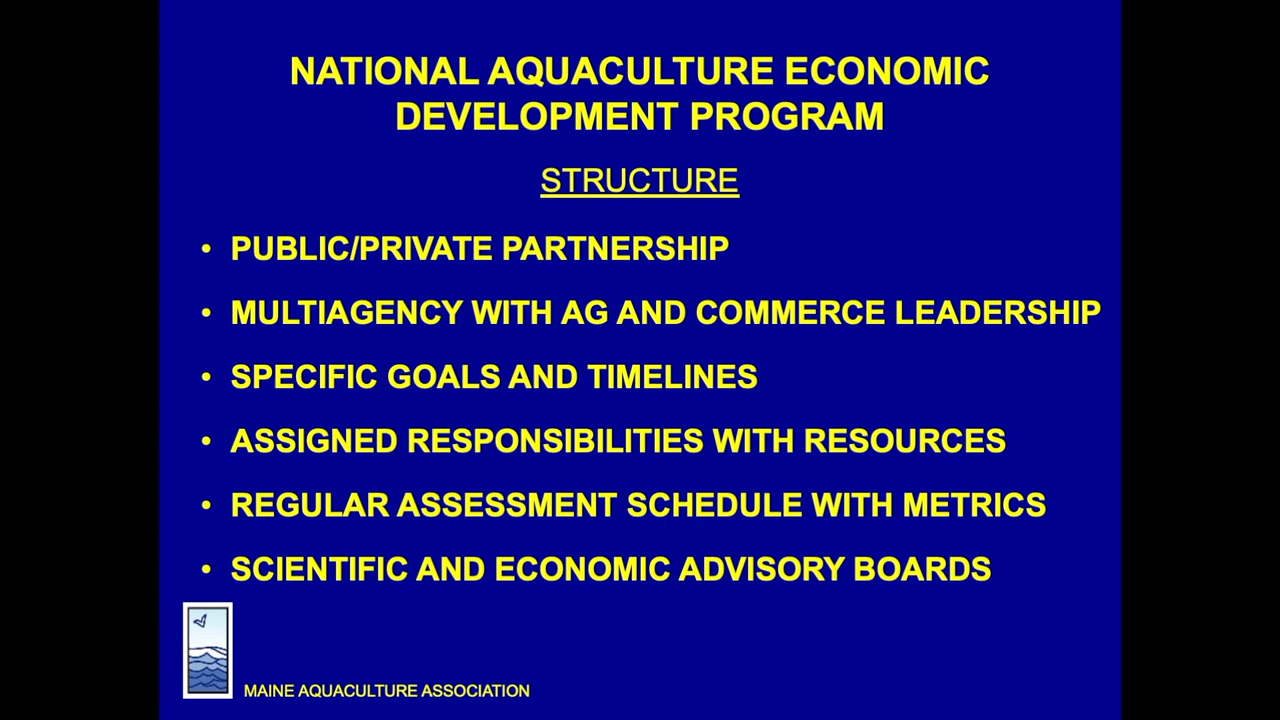 NATIONAL AQUACULTURE ECONOMIC
DEVELOPMENT PROGRAM
STRUCTURE
• PUBLIC/PRIVATE PARTNERSHIP
• MULTIAGENCY WITH AG AND COMMERCE LEADERSHIP
• SPECIFIC GOALS AND TIMELINES
• ASSIGNED RESPONSIBILITIES WITH RESOURCES
• REGULAR ASSESSMENT SCHEDULE WITH METRICS
• SCIENTIFIC AND ECONOMIC ADVISORY BOARDS
MAINE AQUACULTURE ASSOCIATION